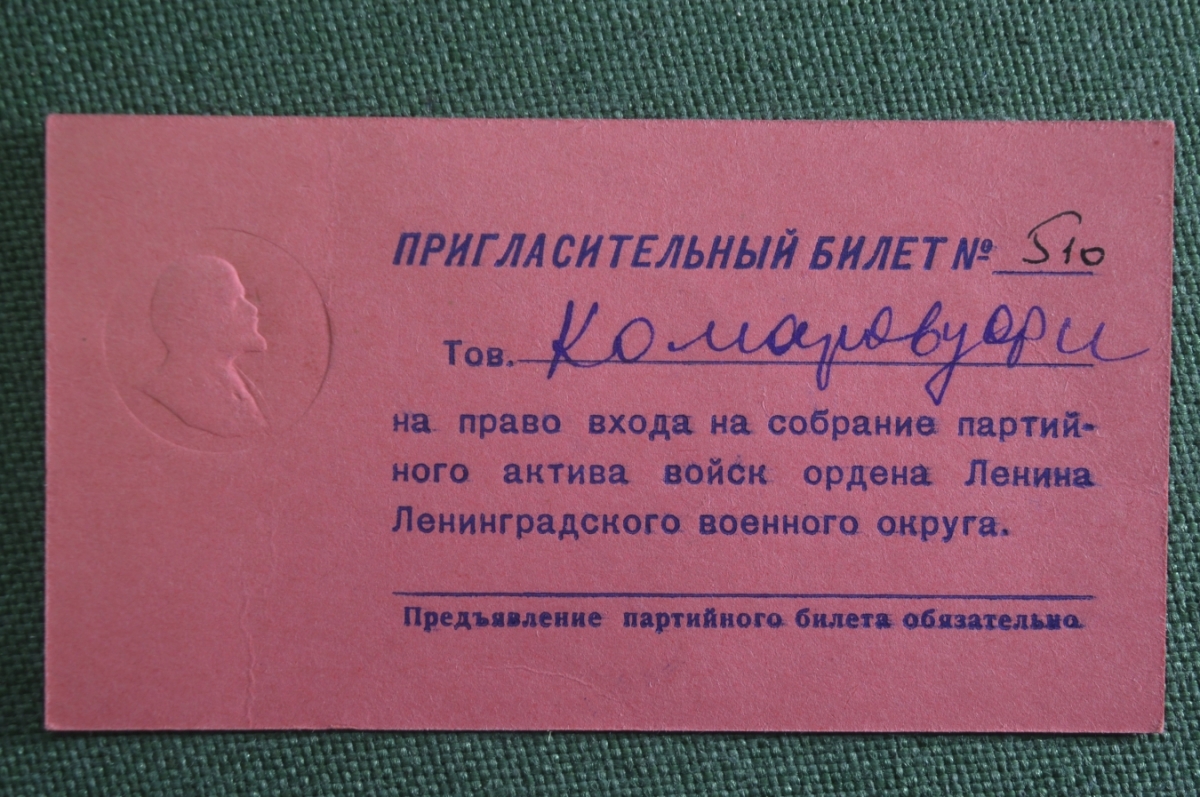 ПРИГЛАСИТЕЛЬНЫЙ БИЛЕТ № 510
Тов.
на право входа на собрание партий-
ного актива войск ордена Ленина
Ленинградского военного округа.
Предъявление партийного билета обязательно